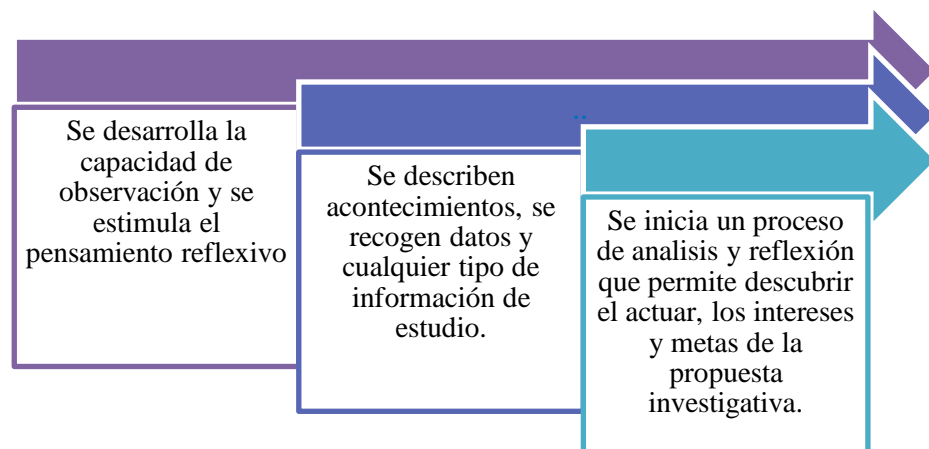 Se desarrolla la
capacidad de
observación y se
estimula el
pensamiento reflexivo
..
Se describen
acontecimientos, se
recogen datos y
cualquier tipo de
información de
estudio.
Se inicia un proceso
de analisis y reflexión
que permite descubrir
el actuar, los intereses
y metas de la
propuesta
investigativa.